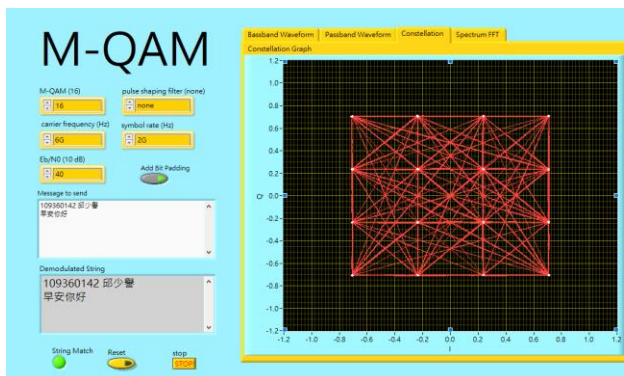 M-QAM
M-QAM (16)
pulse shaping filter (none)
16
none
carrier frequency (Hz)
symbol rate (Hz)
6G
2G
Eb/N0 (10 dB)
Add Bit Padding
40
Message to send
109360142 邱少馨
早安你好
Demodulated String
109360142 邱少馨
早安你好
String Match
Reset
stop
STOP
Bassband Waveform
Passband Waveform
Constellation
Spectrum FFT
Constellation Graph
1.2
1.0
0.8
0.6
0.4
0.2
0.0
-0.2
-0.4
-0.6
-0.8
-1.0
-1.2
Q
-1.2
-1.0
-0.8
-0.6
-0.4
-0.2
0.0
0.2
0.4
0.6
0.8
1.0
1.2
I